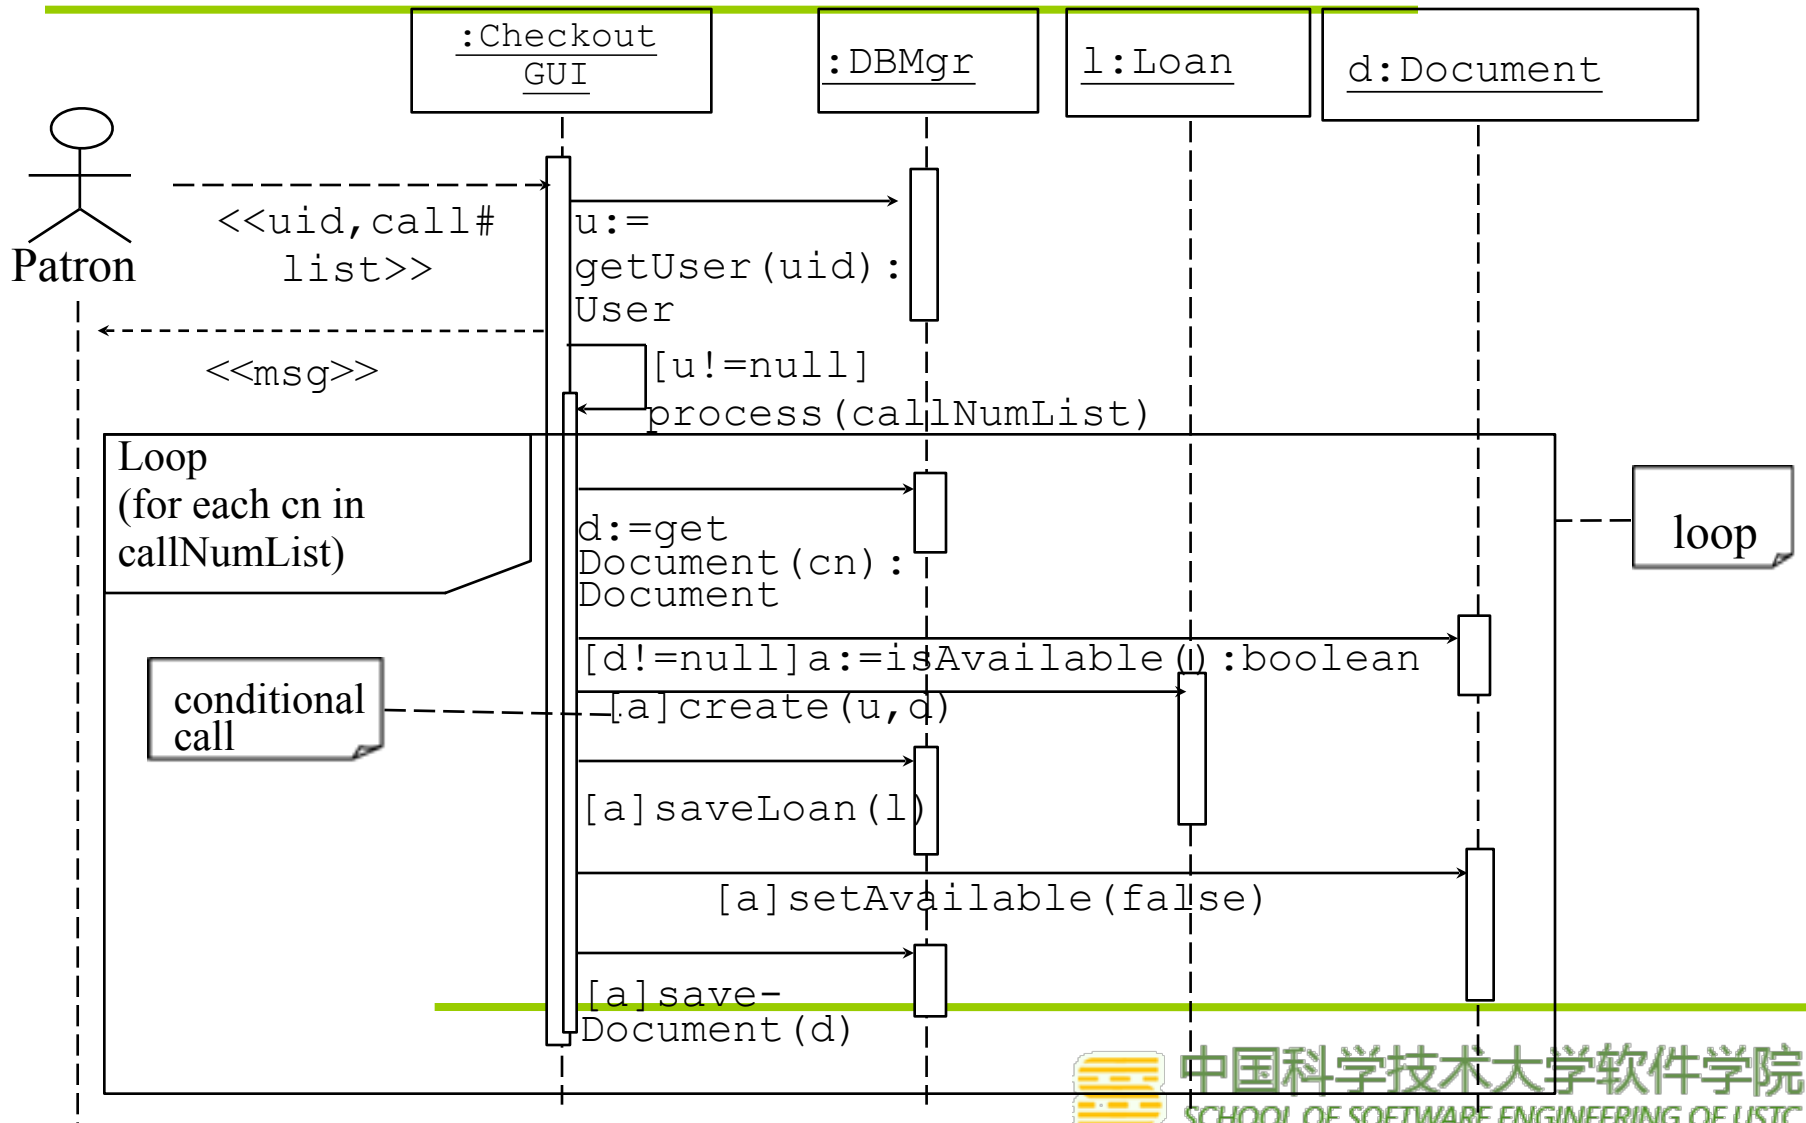 :Checkout
GUI
:DBMgr
l:Loan
d:Document
Patron
<<uid,call#
list>>
u:=
getUser(uid):
User
<<msg>>
[u!=null]
process(callNumList)
Loop
(for each cn in
callNumList)
d:=get
Document(cn):
Document
loop
[d!=null]a:=isAvailable():boolean
conditional
call
[a]create(u,d)
[a]saveLoan(l)
[a]setAvailable(false)
[a]save-
Document(d)
中国科学技术大学软件学院
SCHOOL OF SOFTWARE ENGINEERING OF USTC